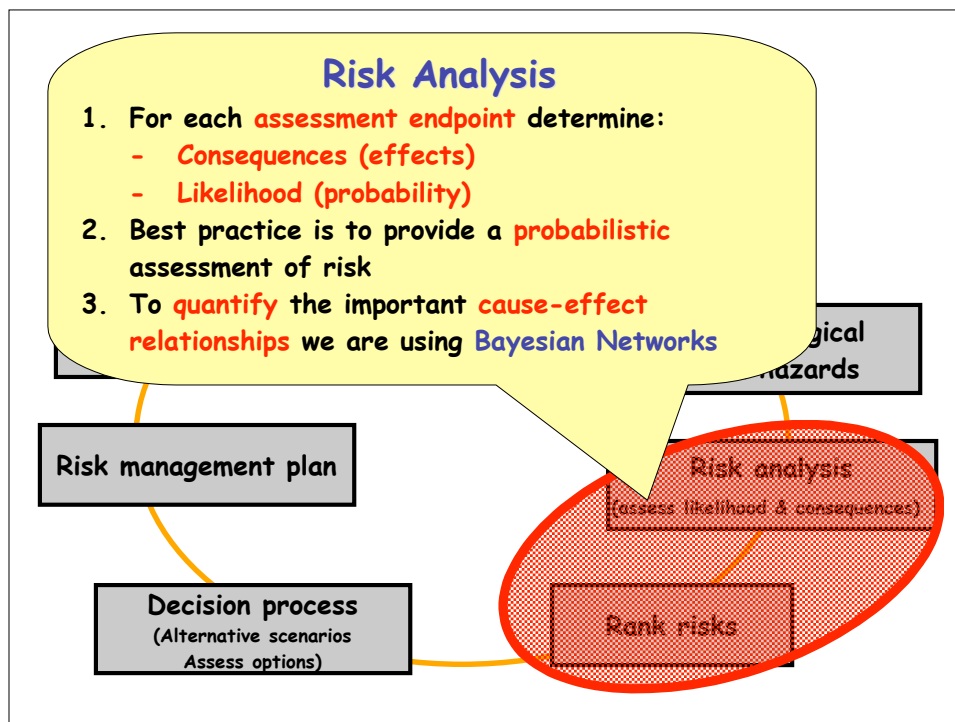 Risk Analysis
1. For each assessment endpoint determine:
- Consequences (effects)
- Likelihood (probability)
2. Best practice is to provide a probabilistic
assessment of risk
3. To quantify the important cause-effect
relationships we are using Bayesian Networks
hazards
Risk management plan
Risk analysis
(assess likelihood & consequences)
Decision process
(Alternative scenarios
Assess options)
Rank risks